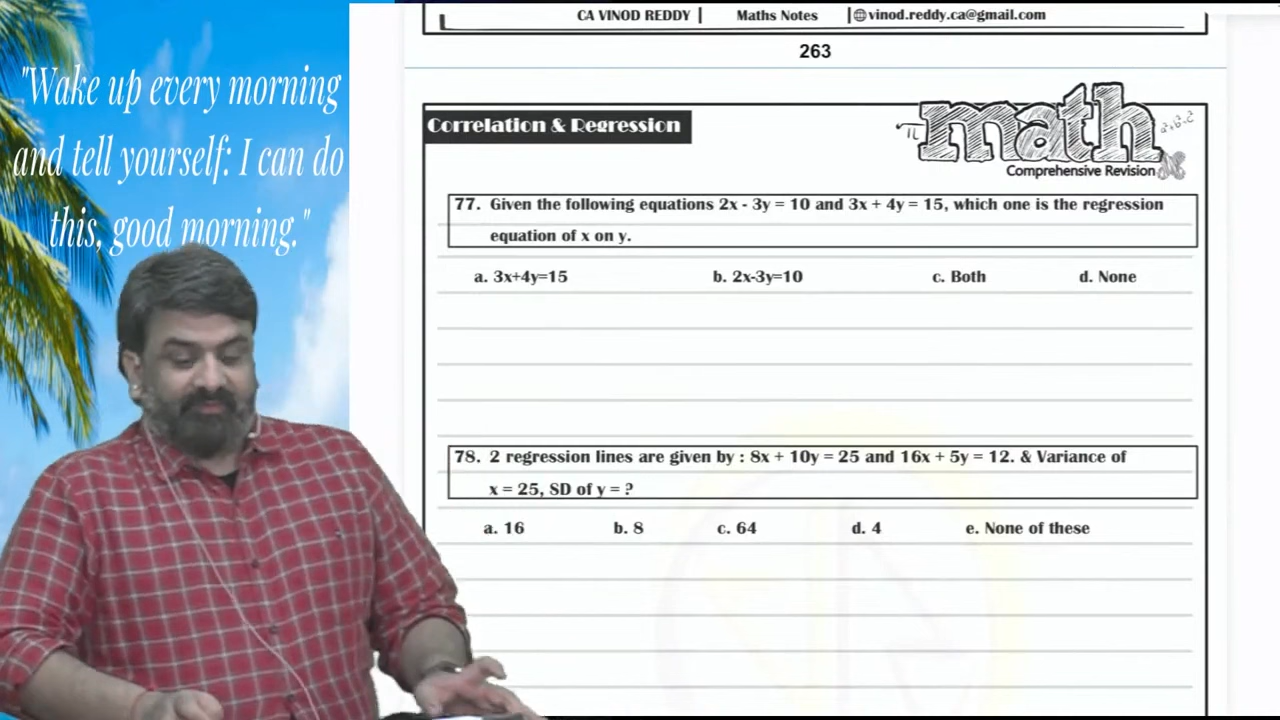 "Wake up every morning
and tell yourself: I can do
this, good morning."
CA VINOD REDDY | Maths Notes | vinod.reddy.ca@gmail.com
263
Correlation & Regression
math
Comprehensive Revision
77. Given the following equations 2x - 3y = 10 and 3x + 4y = 15, which one is the regression
equation of x on y.
a. 3x+4y=15 b. 2x-3y=10 c. Both d. None
78. 2 regression lines are given by : 8x + 10y = 25 and 16x + 5y = 12. & Variance of
x = 25, SD of y = ?
a. 16 b. 8 c. 64 d. 4 e. None of these